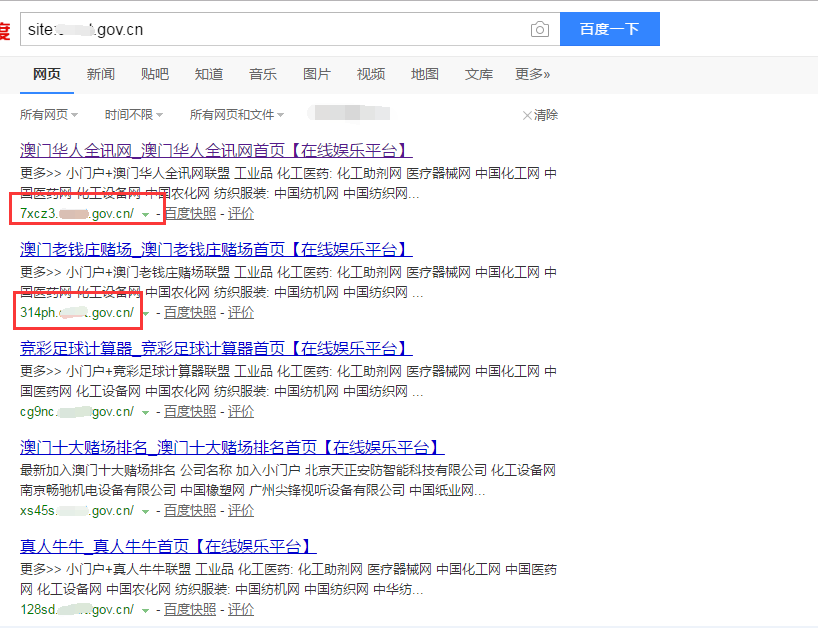 度
site: .gov.cn
百度一下
网页 新闻 贴吧 知道 音乐 图片 视频 地图 文库 更多»
所有网页 时间不限 所有网页和文件 清除
澳门华人全讯网_澳门华人全讯网首页【在线娱乐平台】
更多>> 小门户+澳门华人全讯网联盟 工业品 化工医药: 化工助剂网 医疗器械网 中国化工网 中
国医药网 化工设备网 中国农化网 纺织服装: 中国纺机网 中国纺织网...
7xcz3. .gov.cn/ - 百度快照 - 评价
澳门老钱庄赌场_澳门老钱庄赌场首页【在线娱乐平台】
更多>> 小门户+澳门老钱庄赌场联盟 工业品 化工医药: 化工助剂网 医疗器械网 中国化工网 中
国医药网 化工设备网 中国农化网 纺织服装: 中国纺机网 中国纺织网 ...
314ph. .gov.cn/ - 百度快照 - 评价
竞彩足球计算器_竞彩足球计算器首页【在线娱乐平台】
更多>> 小门户+竞彩足球计算器联盟 工业品 化工医药: 化工助剂网 医疗器械网 中国化工网 中
国医药网 化工设备网 中国农化网 纺织服装: 中国纺机网 中国纺织网 ...
cg9nc. gov.cn/ - 百度快照 - 评价
澳门十大赌场排名_澳门十大赌场排名首页【在线娱乐平台】
最新加入澳门十大赌场排名 公司名称 加入小门户 北京天正安防智能科技有限公司 化工设备网
南京畅驰机电设备有限公司 中国橡塑网 广州尖锋视听设备有限公司 中国纸业网...
xs45s. .gov.cn/ - 百度快照 - 评价
真人牛牛_真人牛牛首页【在线娱乐平台】
更多>> 小门户+真人牛牛联盟 工业品 化工医药: 化工助剂网 医疗器械网 中国化工网 中国医药
网 化工设备网 中国农化网 纺织服装: 中国纺机网 中国纺织网 中华纺...
128sd. .gov.cn/ - 百度快照 - 评价